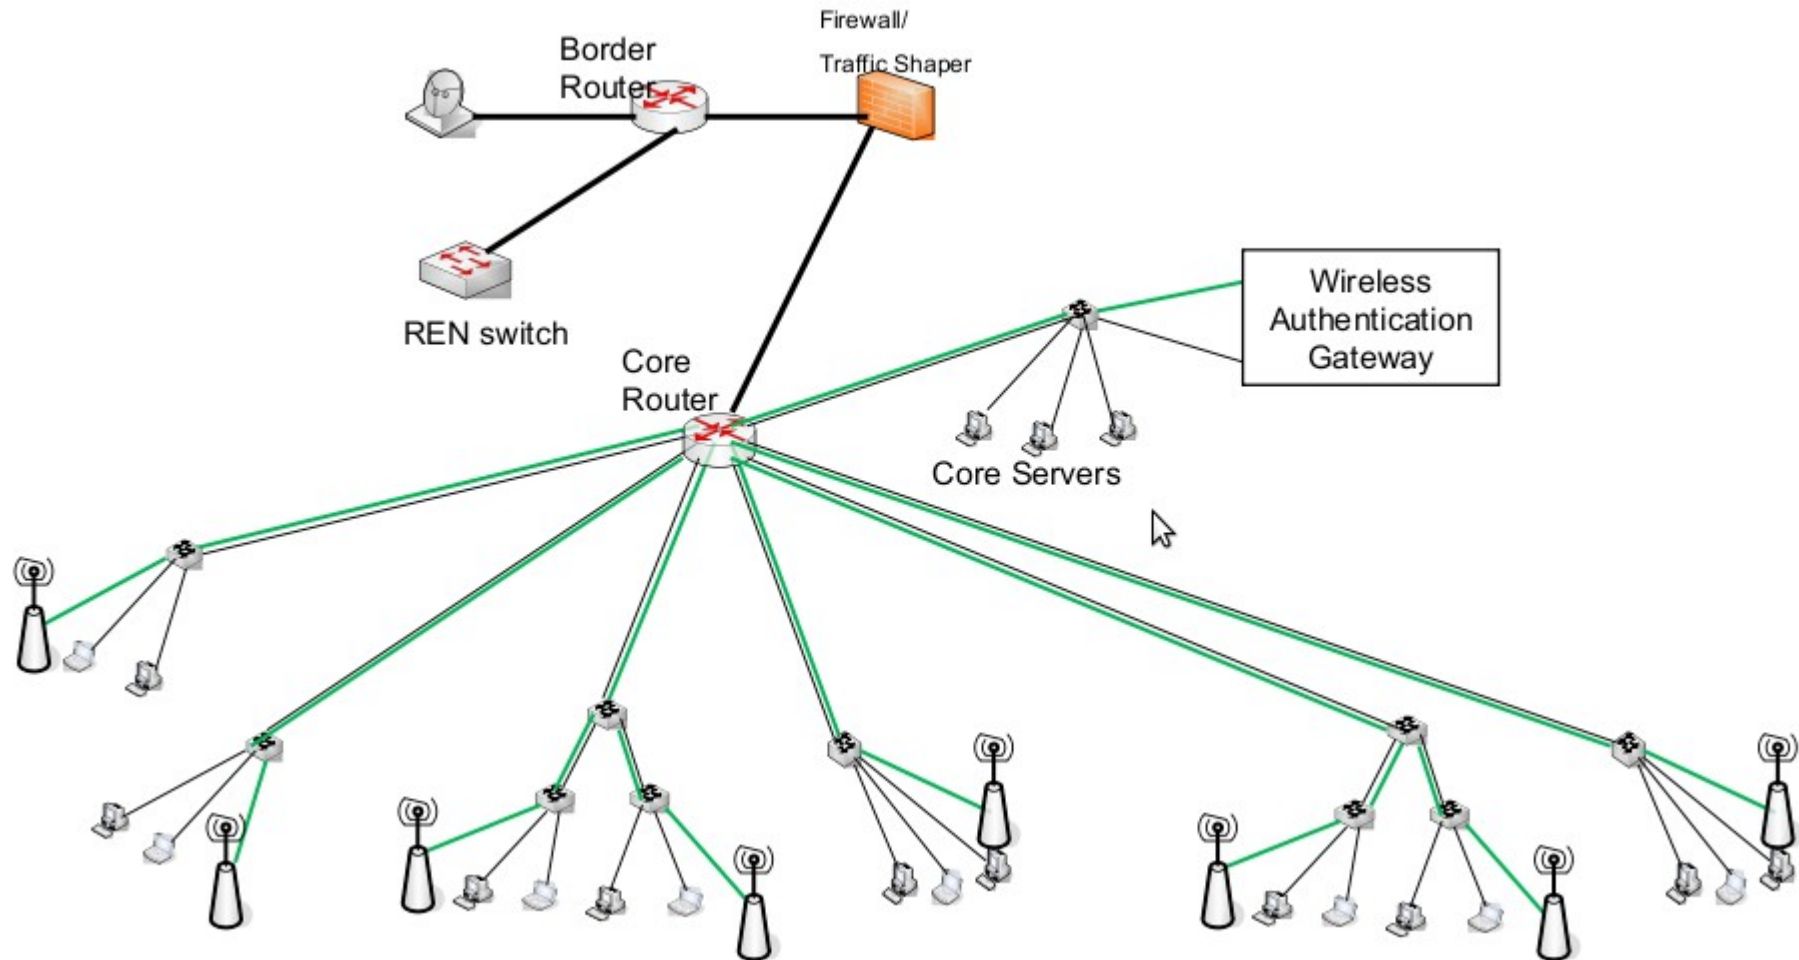 Firewall/
Traffic Shaper
Border
Router
REN switch
Core
Router
Wireless
Authentication
Gateway
Core Servers